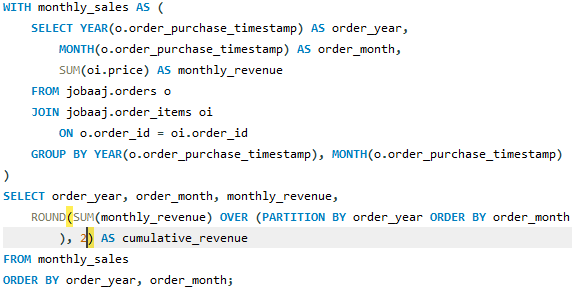 WITH monthly_sales AS (
    SELECT YEAR(o.order_purchase_timestamp) AS order_year,
        MONTH(o.order_purchase_timestamp) AS order_month,
        SUM(oi.price) AS monthly_revenue
    FROM jobaaj.orders o
    JOIN jobaaj.order_items oi
        ON o.order_id = oi.order_id
    GROUP BY YEAR(o.order_purchase_timestamp), MONTH(o.order_purchase_timestamp)
)
SELECT order_year, order_month, monthly_revenue,
    ROUND(SUM(monthly_revenue) OVER (PARTITION BY order_year ORDER BY order_month
        ), 2) AS cumulative_revenue
FROM monthly_sales
ORDER BY order_year, order_month;